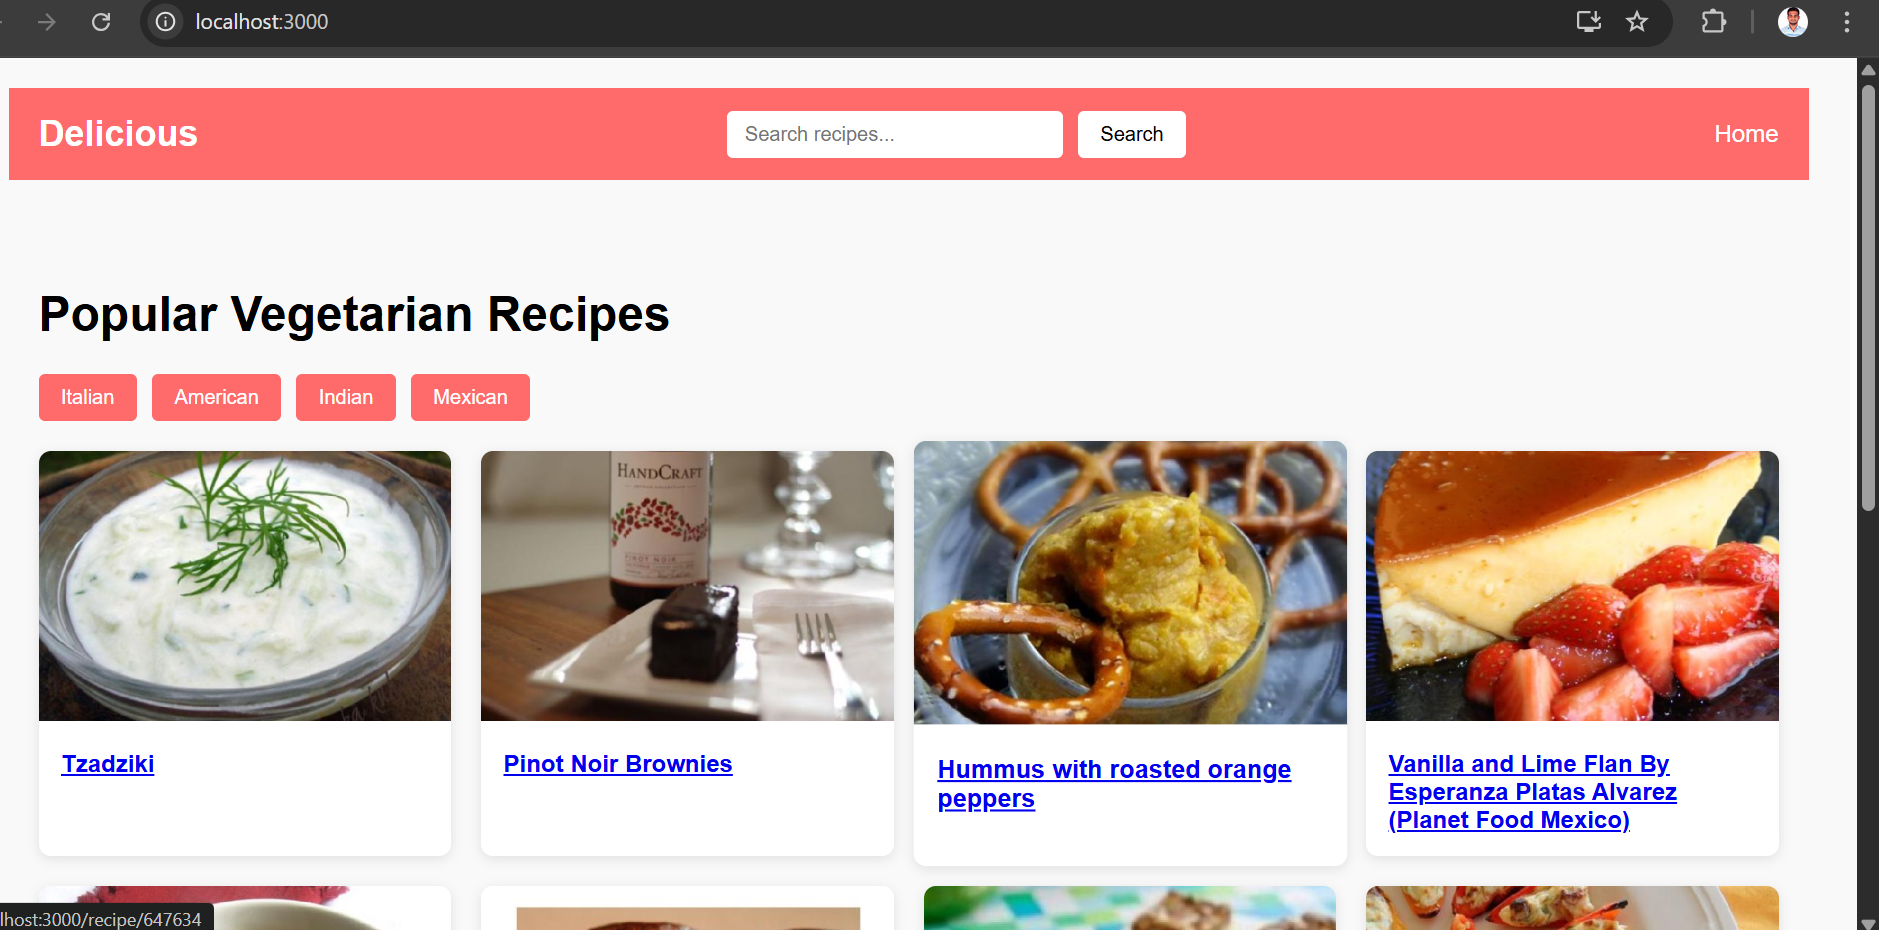 localhost:3000
Delicious
Search recipes...
Search
Home
Popular Vegetarian Recipes
Italian
American
Indian
Mexican
HANDCRAFT
PINOT NOIR
Tzadziki
Pinot Noir Brownies
Hummus with roasted orange
peppers
Vanilla and Lime Flan By
Esperanza Platas Alvarez
(Planet Food Mexico)
lhost:3000/recipe/647634